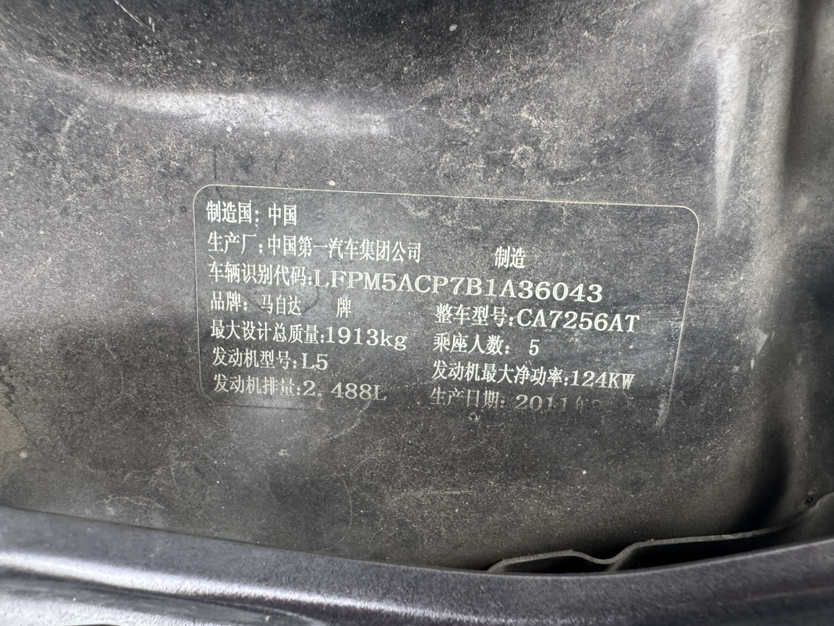 制造国：中国
生产厂：中国第一汽车集团公司 制造
车辆识别代码：LFPM5ACP7B1A36043
品牌：马自达 牌 整车型号：CA7256AT
最大设计总质量：1913kg 乘座人数： 5
发动机型号：L5 发动机最大净功率：124KW
发动机排量：2. 488L 生产日期：2011年